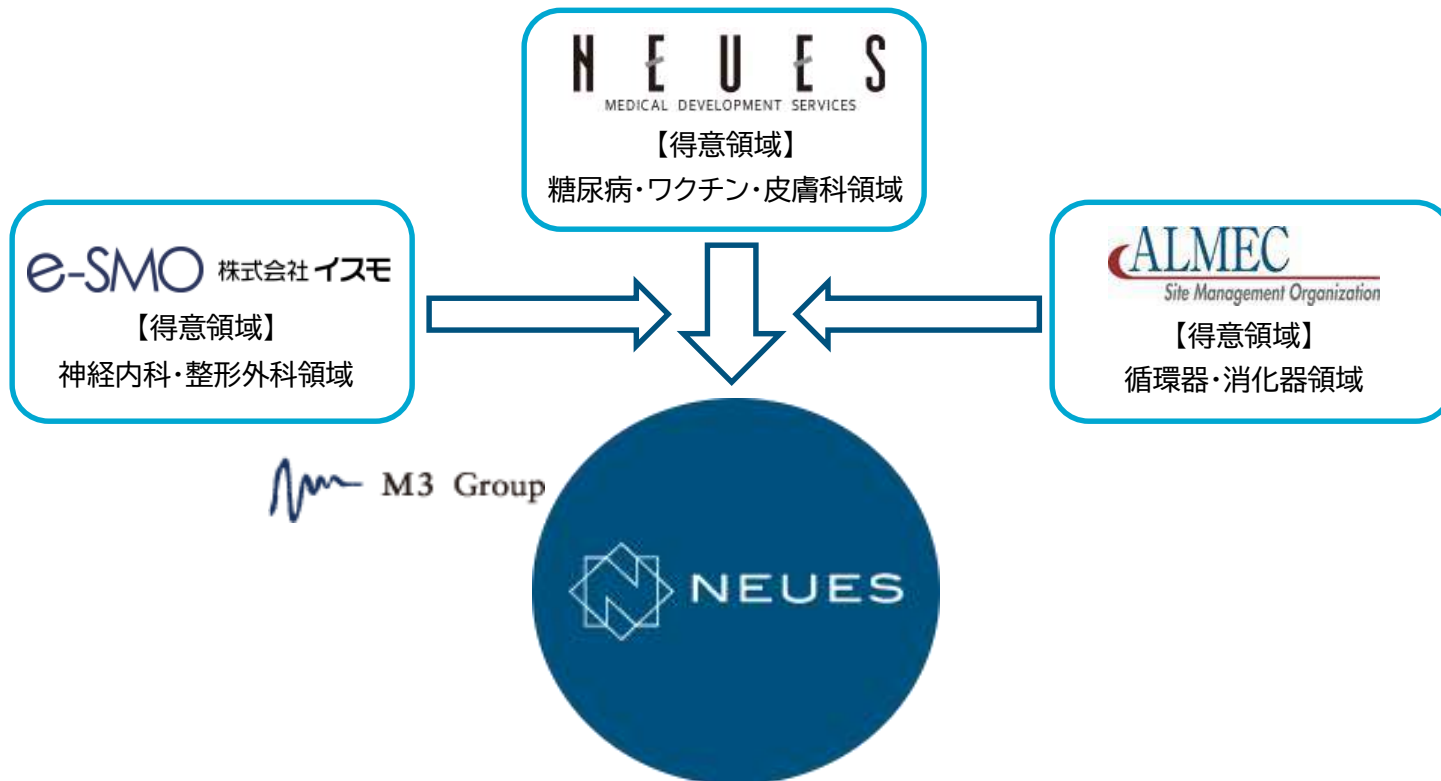 NEUES
MEDICAL DEVELOPMENT SERVICES
【得意領域】
糖尿病・ワクチン・皮膚科領域
e-SMO 株式会社イスモ
【得意領域】
神経内科・整形外科領域
ALMEC
Site Management Organization
【得意領域】
循環器・消化器領域
M3 Group
NEUES